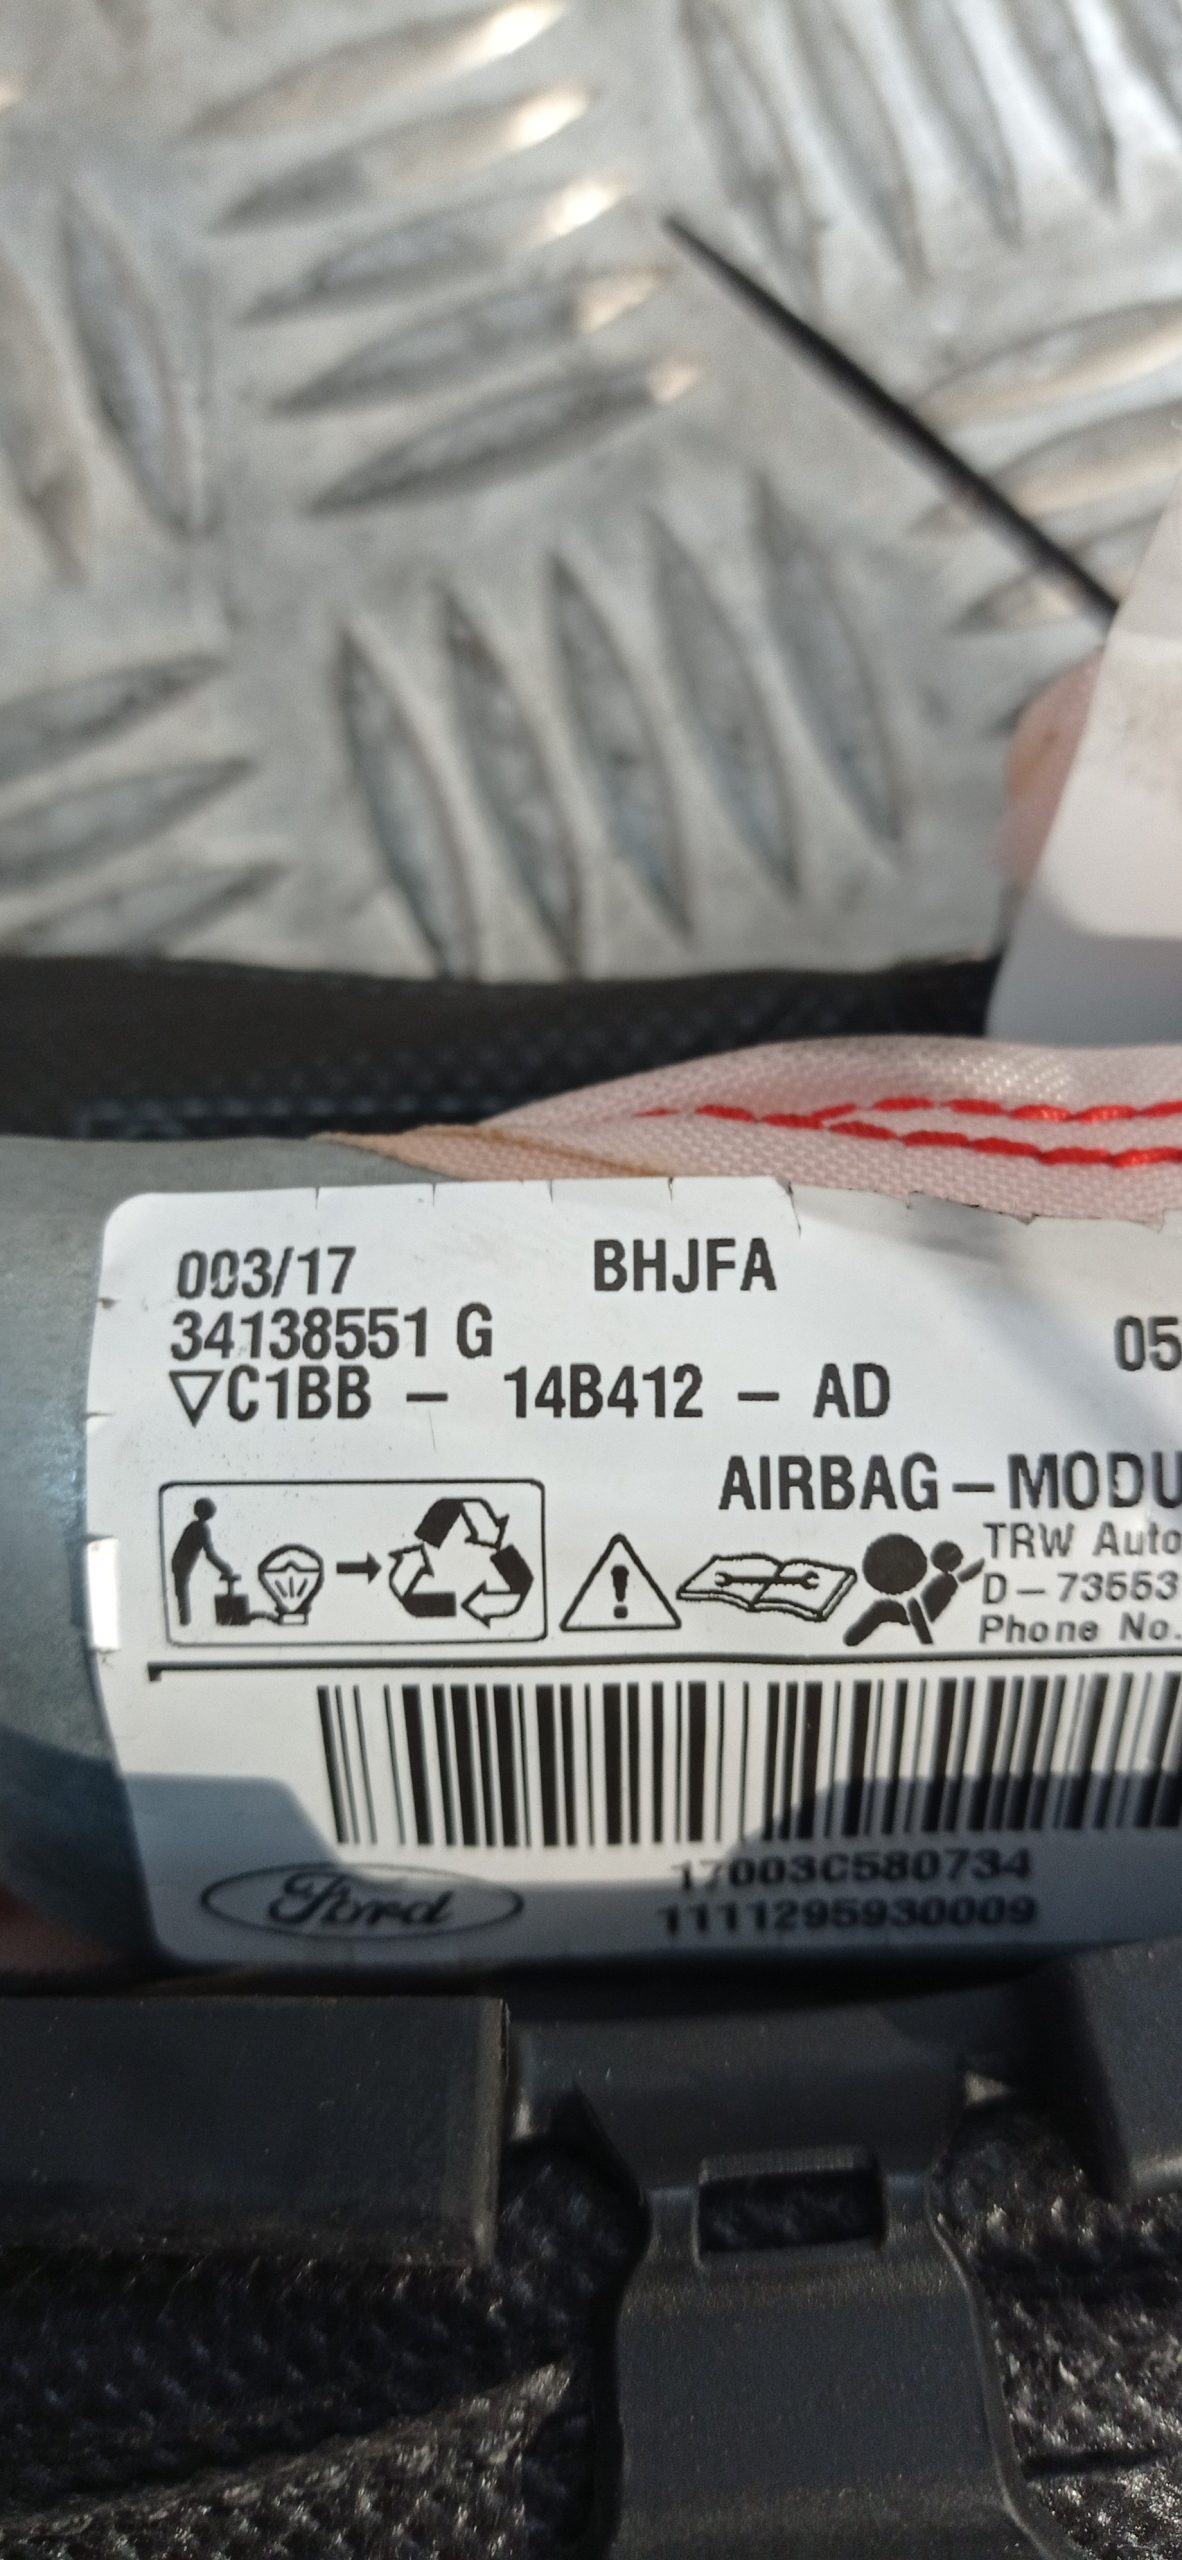 003/17 BHJFA
34138551 G 05
▽C1BB – 14B412 – AD
AIRBAG – MODU
TRW Auto
D – 73553
Phone No.
17003C580734
1111295930009
Ford